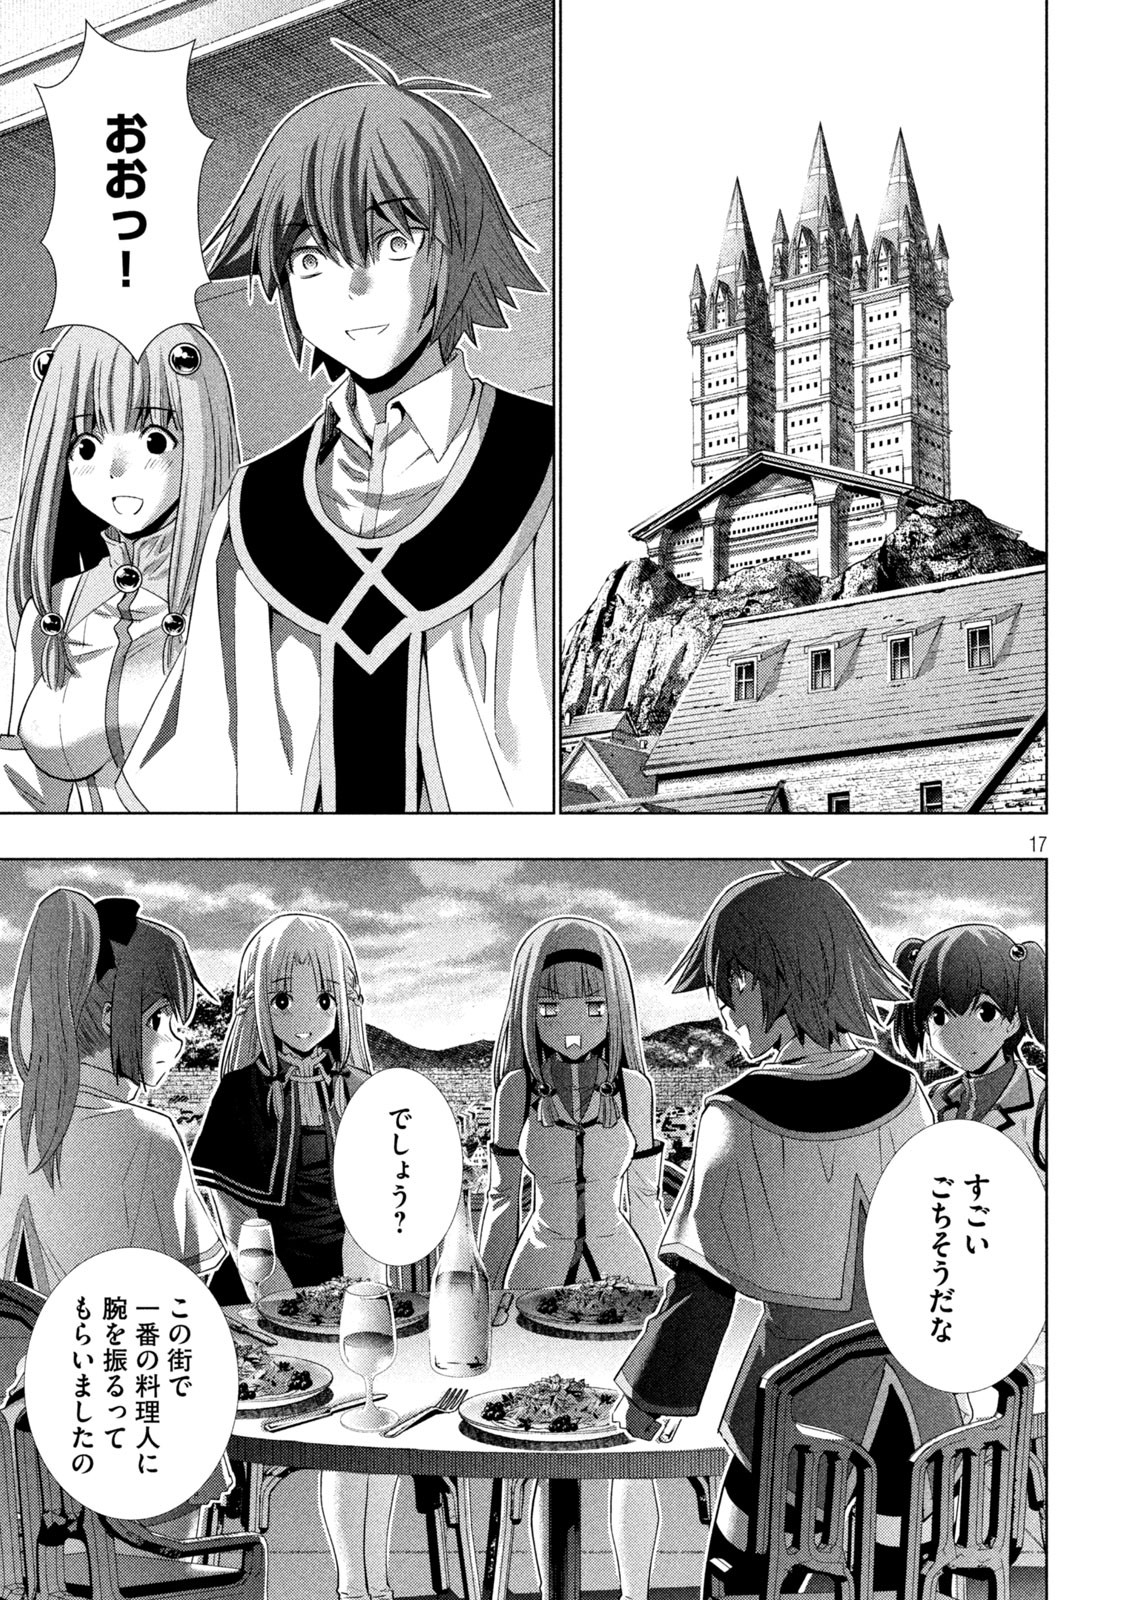 おおっ！
17
すごい
ごちそうだな
でしょう？
この街で
一番の料理人に
腕を振るって
もらいましたの